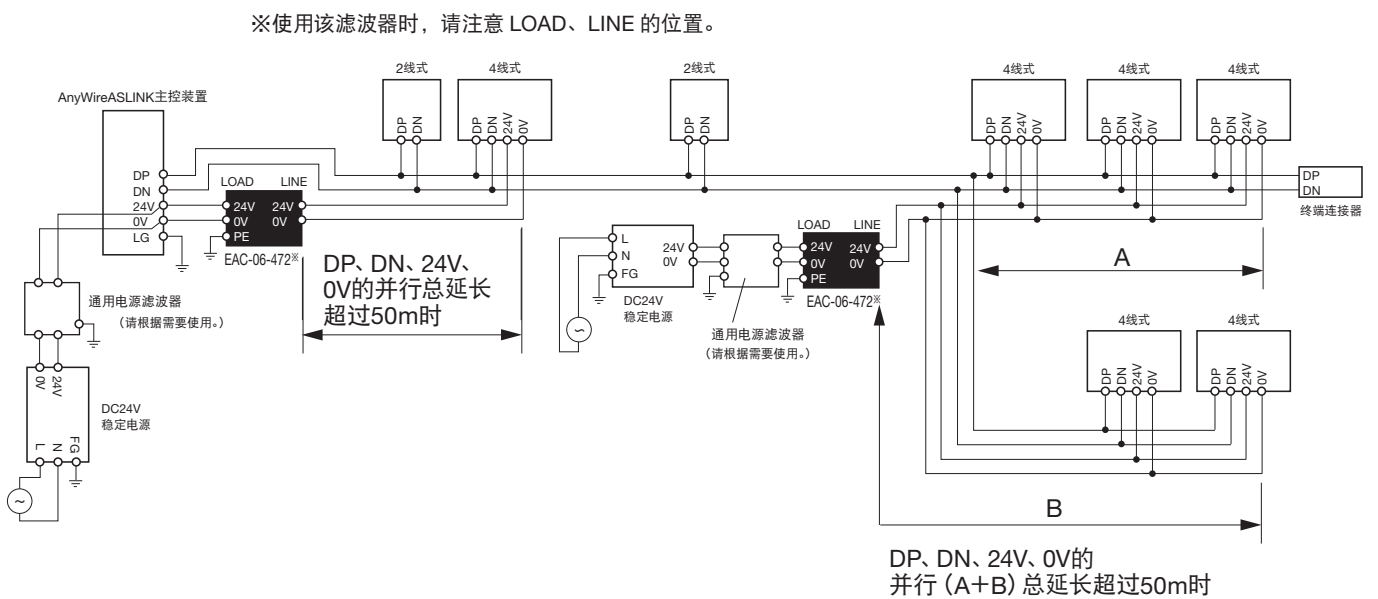 ※使用该滤波器时，请注意 LOAD、LINE 的位置。
2线式
4线式
2线式
4线式
4线式
4线式
AnyWireASLINK主控装置
DP
DN
DP
DN
24V
0V
DP
DN
DP
DN
24V
0V
DP
DN
24V
0V
DP
DN
24V
0V
DP
DN
24V
0V
LG
LOAD LINE
24V 24V
0V 0V
PE
EAC-06-472※
DP
DN
终端连接器
DP、DN、24V、
0V的并行总延长
超过50m时
L
N
FG
24V
0V
DC24V
稳定电源
通用电源滤波器
（请根据需要使用。）
LOAD LINE
24V 24V
0V 0V
PE
EAC-06-472※
A
通用电源滤波器
（请根据需要使用。）
0V
24V
DC24V
稳定电源
L
N
FG
4线式
4线式
DP
DN
24V
0V
DP
DN
24V
0V
B
DP、DN、24V、0V的
并行（A＋B）总延长超过50m时